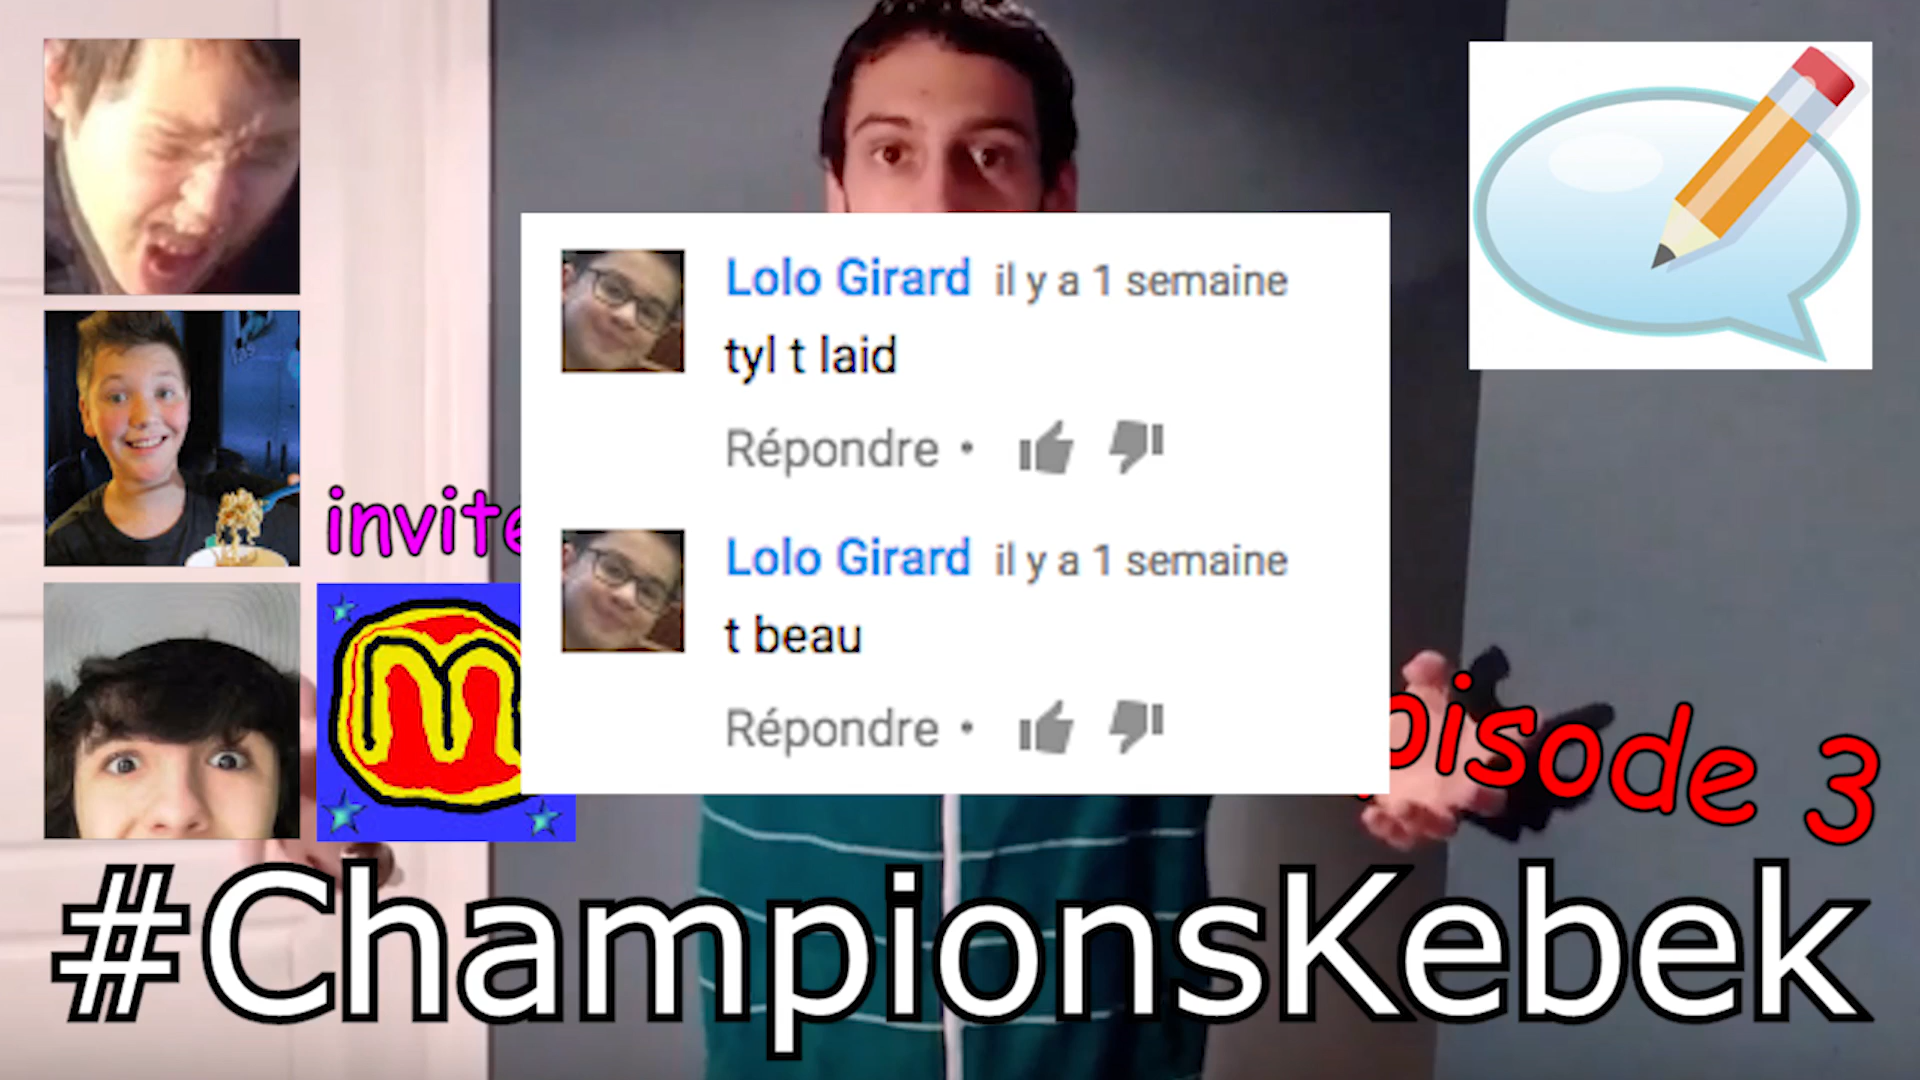 Lolo Girard il y a 1 semaine
tyl t laid
Répondre •
Lolo Girard il y a 1 semaine
t beau
Répondre •
invite
m
pisode 3
#ChampionsKebek